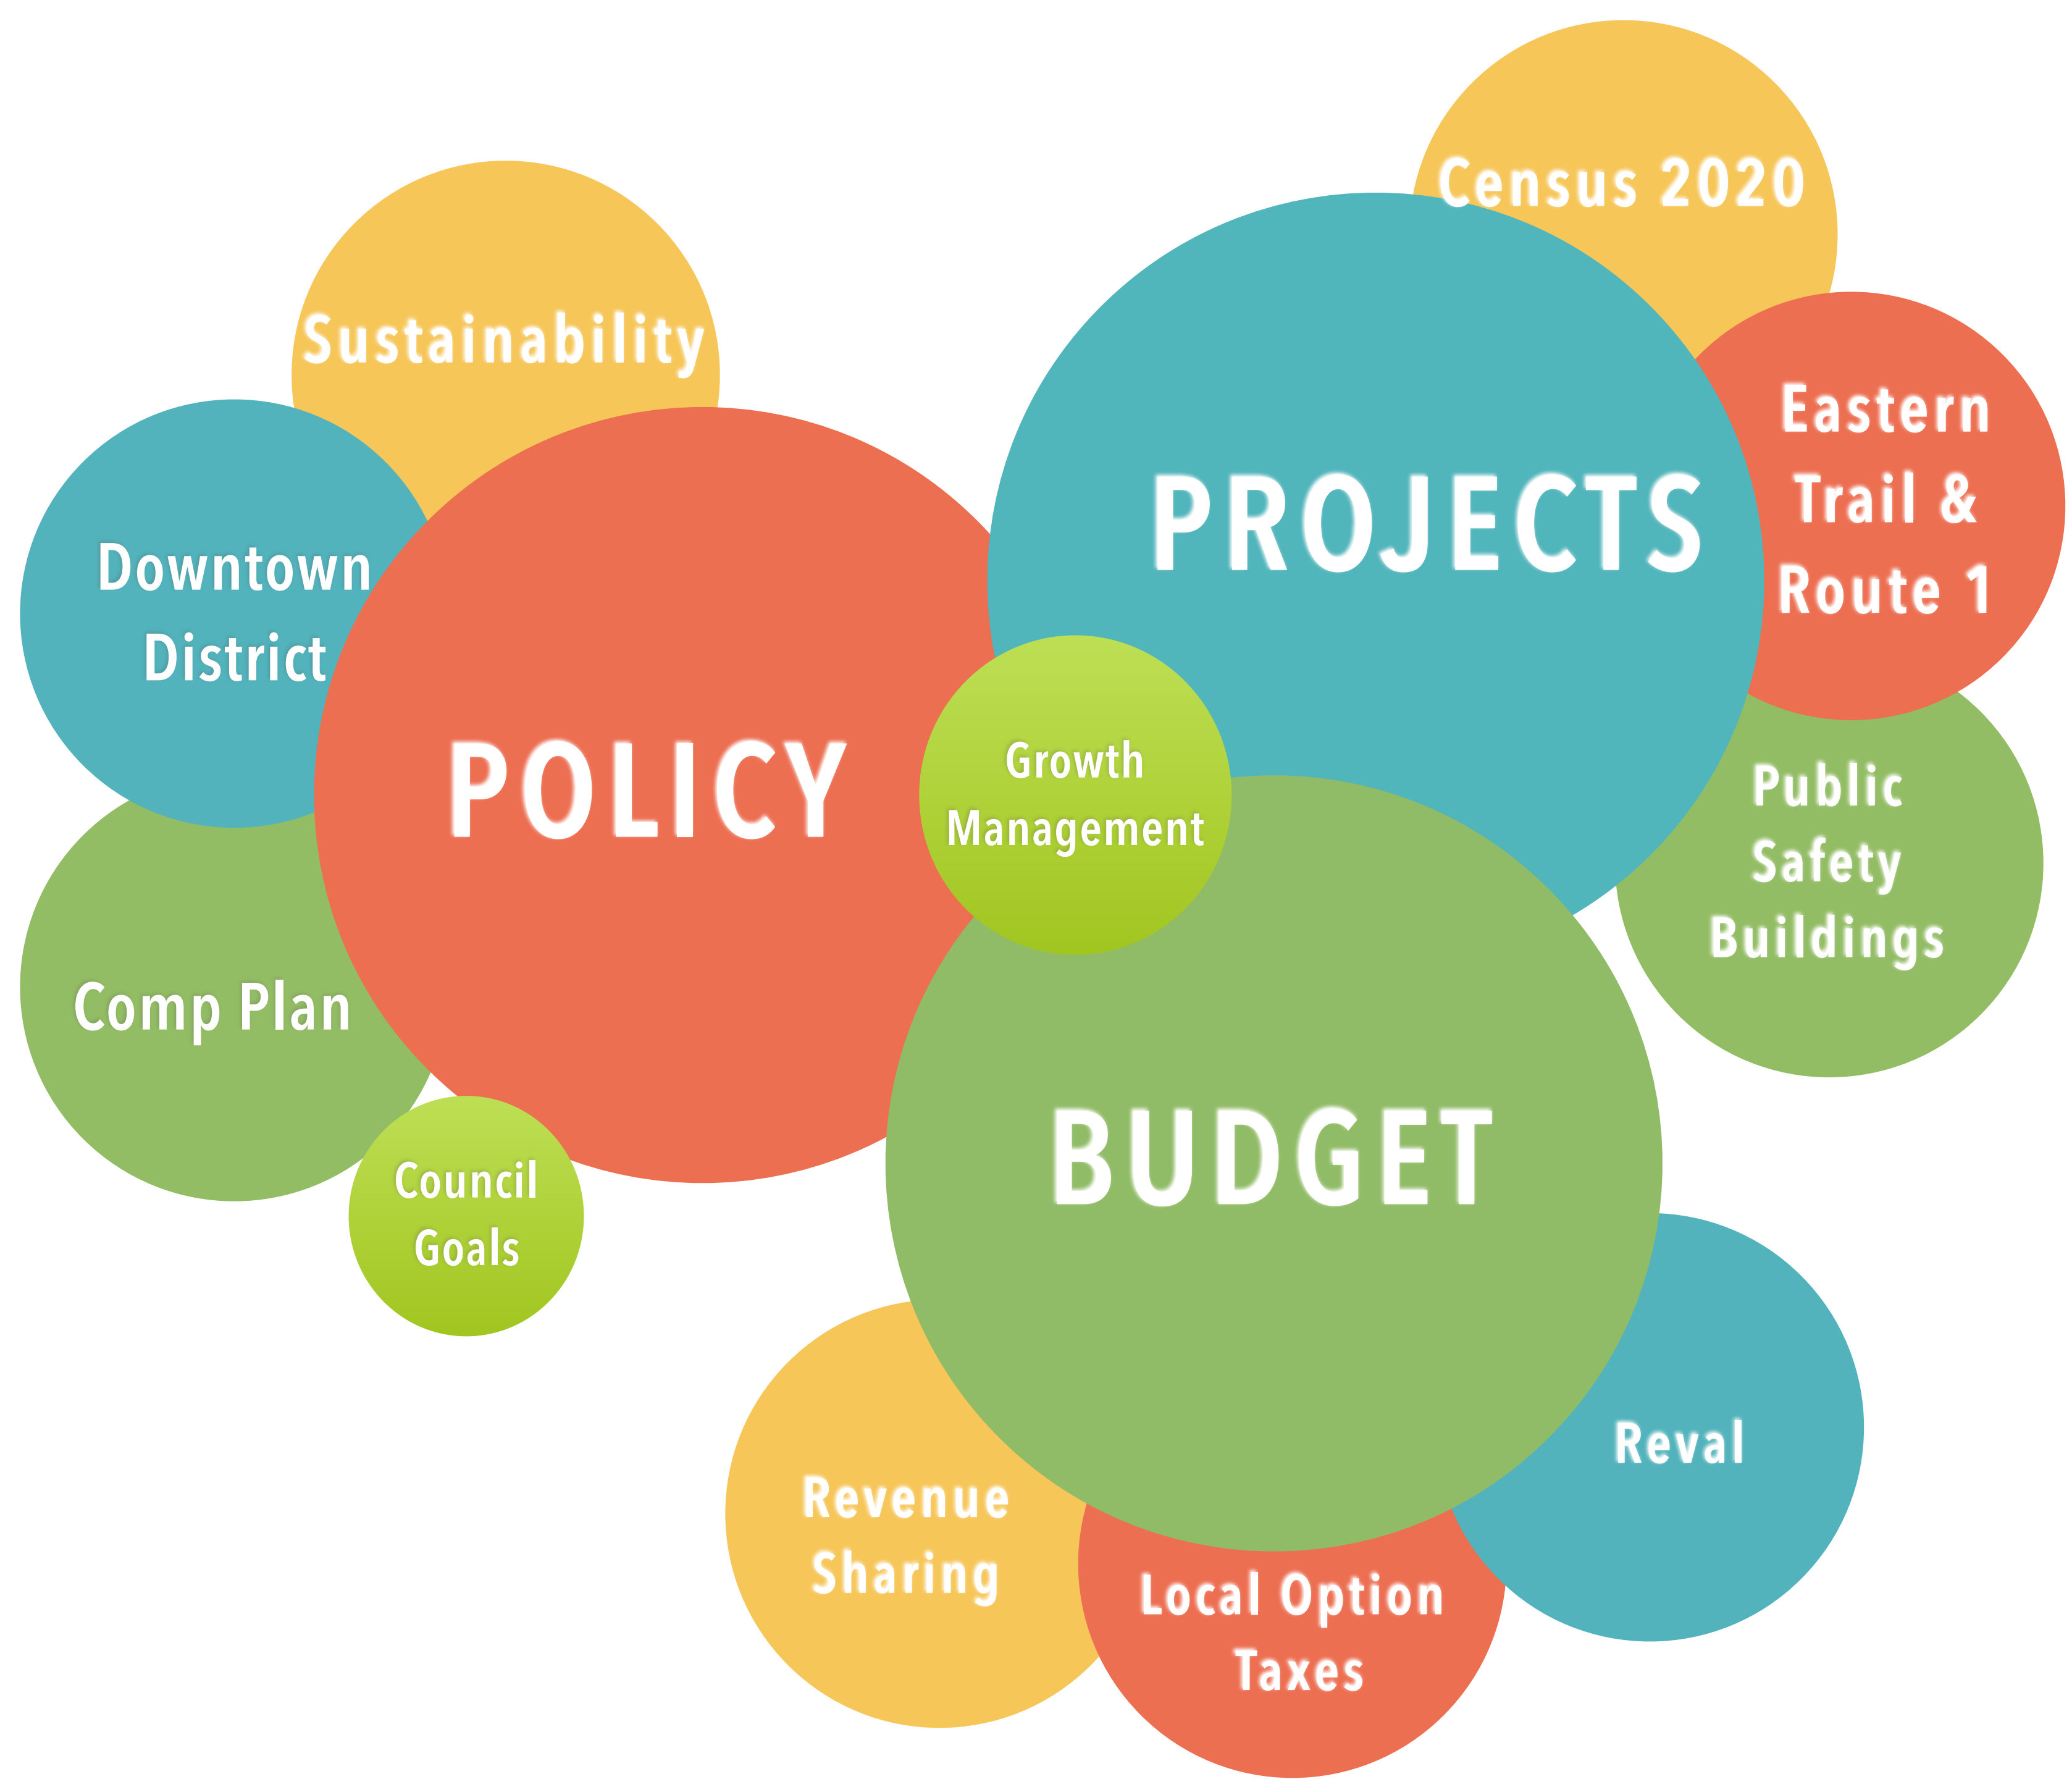 Census 2020
Sustainability
Eastern
Trail &
Route 1
PROJECTS
Downtown
District
POLICY
Growth
Management
Public
Safety
Buildings
Comp Plan
Council
Goals
BUDGET
Reval
Revenue
Sharing
Local Option
Taxes